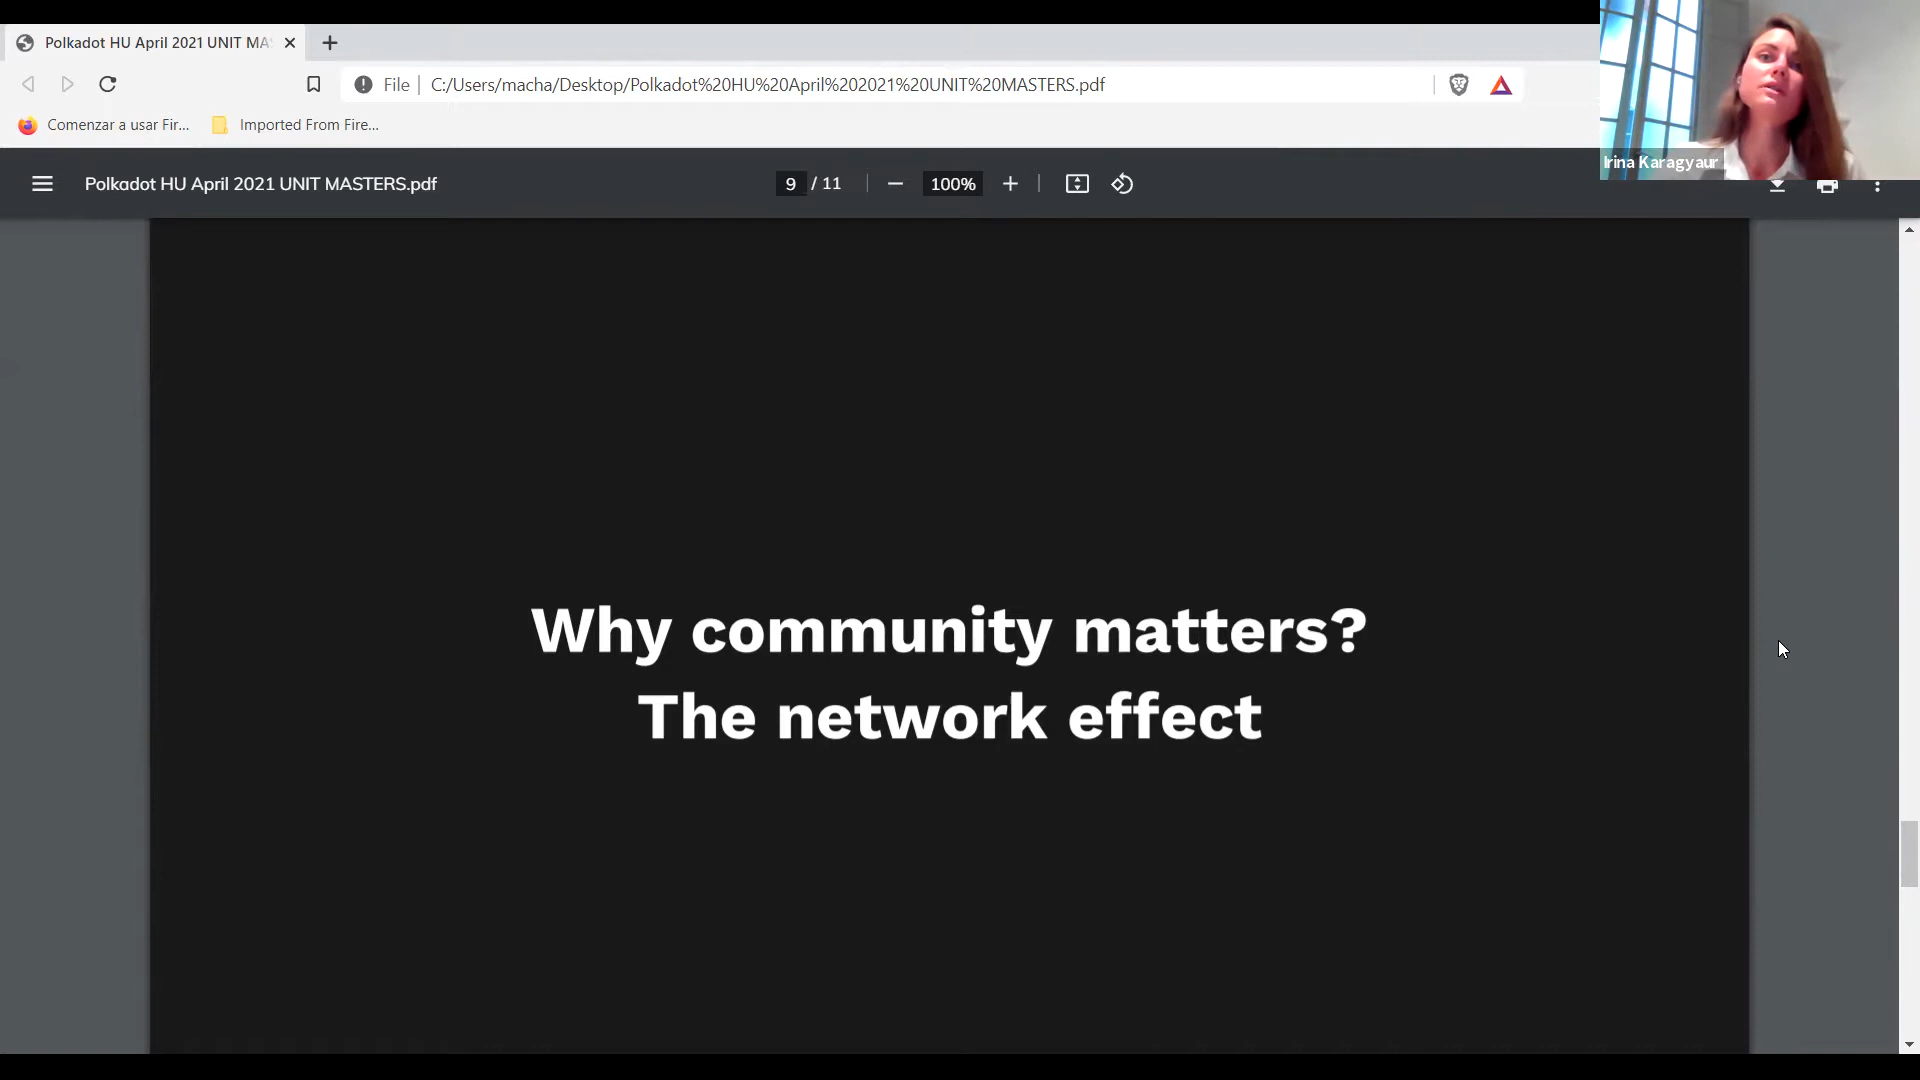 Polkadot HU April 2021 UNIT MA
File
C:/Users/macha/Desktop/Polkadot%20HU%20April%202021%20UNIT%20MASTERS.pdf
Comenzar a usar Fir...
Imported From Fire...
Irina Karagyaur
Polkadot HU April 2021 UNIT MASTERS.pdf
9 / 11
100%
Why community matters?
The network effect